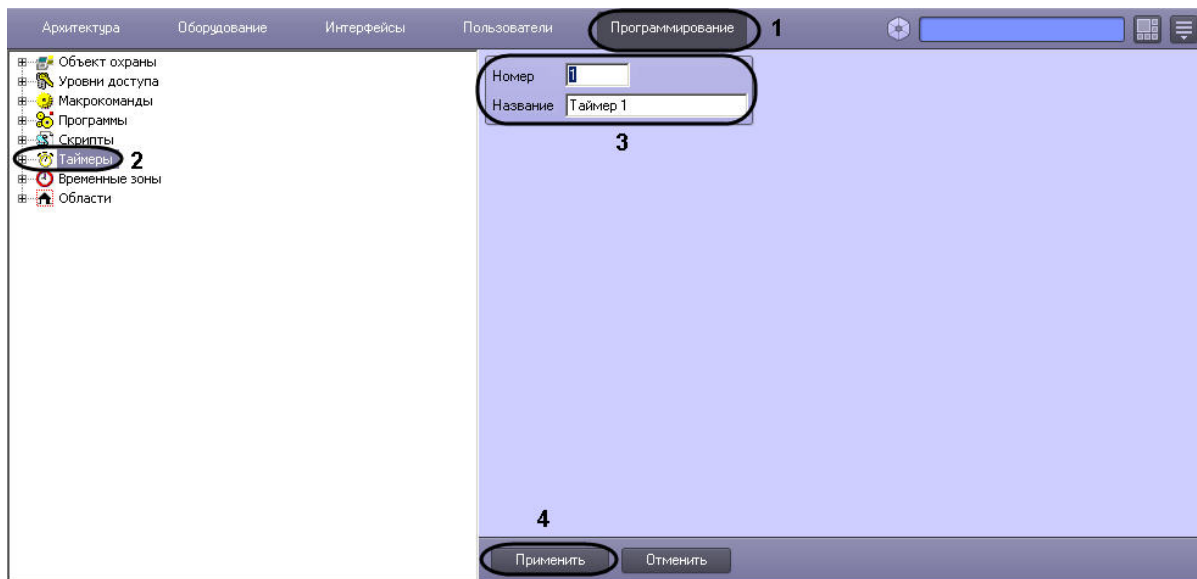 Архитектура Оборудование Интерфейсы Пользователи Программирование 1
Объект охраны
Уровни доступа
Макрокоманды
Программы
Скрипты
Таймеры 2
Временные зоны
Области
Номер 1
Название Таймер 1
3
4
Применить Отменить